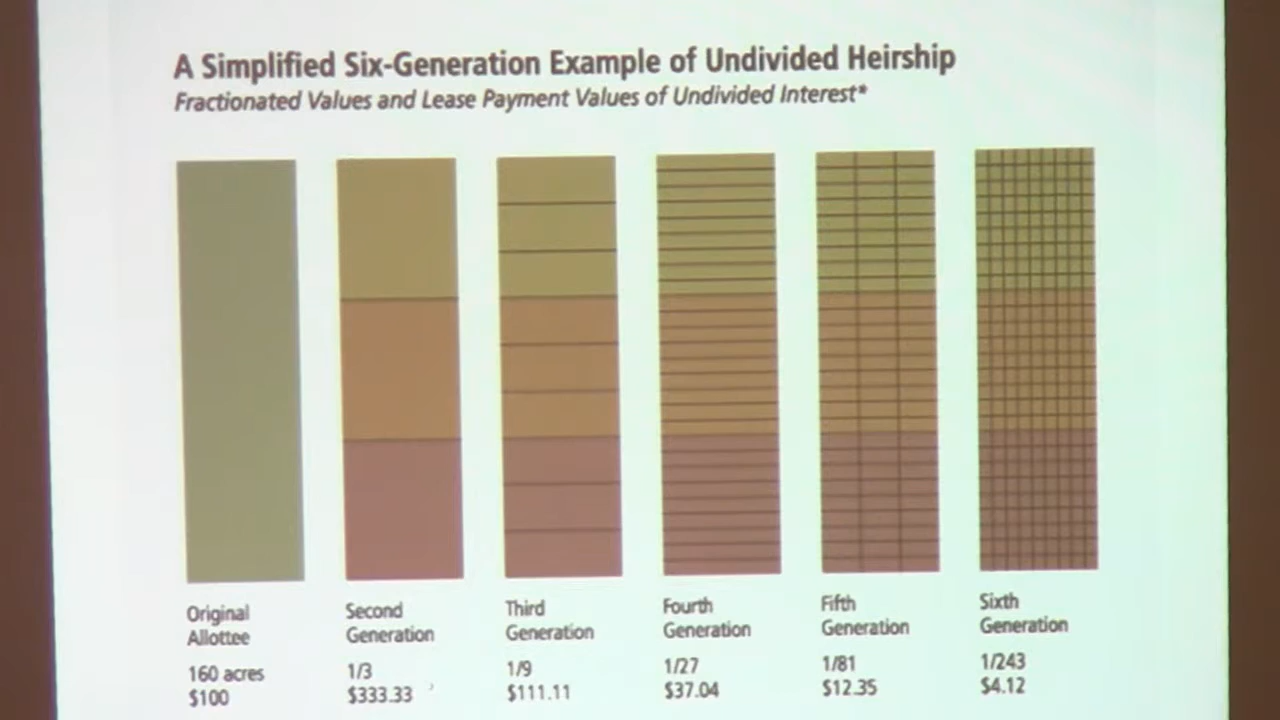 A Simplified Six-Generation Example of Undivided Heirship
Fractionated Values and Lease Payment Values of Undivided Interest*
Original
Allottee
160 acres
$100
Second
Generation
1/3
$333.33
Third
Generation
1/9
$111.11
Fourth
Generation
1/27
$37.04
Fifth
Generation
1/81
$12.35
Sixth
Generation
1/243
$4.12